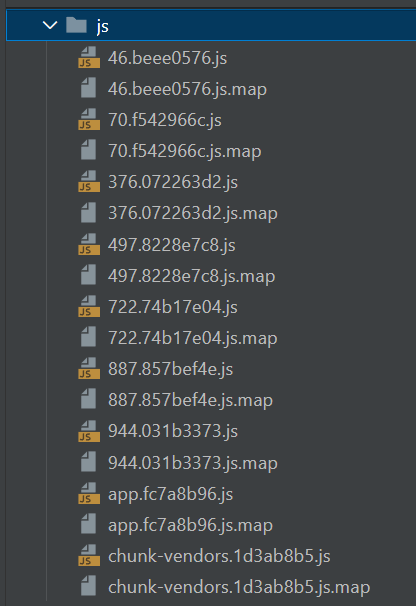 js
46.beee0576.js
46.beee0576.js.map
70.f542966c.js
70.f542966c.js.map
376.072263d2.js
376.072263d2.js.map
497.8228e7c8.js
497.8228e7c8.js.map
722.74b17e04.js
722.74b17e04.js.map
887.857bef4e.js
887.857bef4e.js.map
944.031b3373.js
944.031b3373.js.map
app.fc7a8b96.js
app.fc7a8b96.js.map
chunk-vendors.1d3ab8b5.js
chunk-vendors.1d3ab8b5.js.map